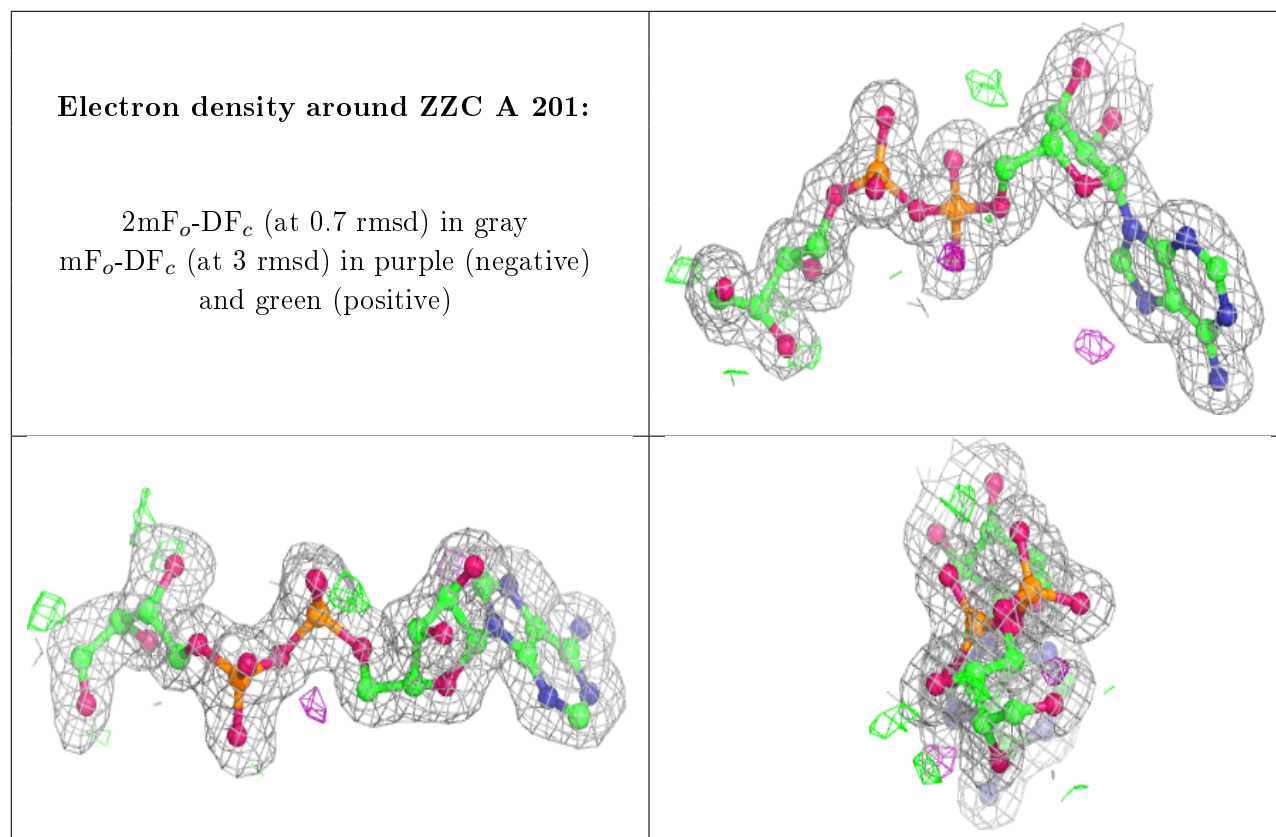 Electron density around ZZC A 201:
2mFₒ-DF𝒸 (at 0.7 rmsd) in gray
mFₒ-DF𝒸 (at 3 rmsd) in purple (negative)
and green (positive)